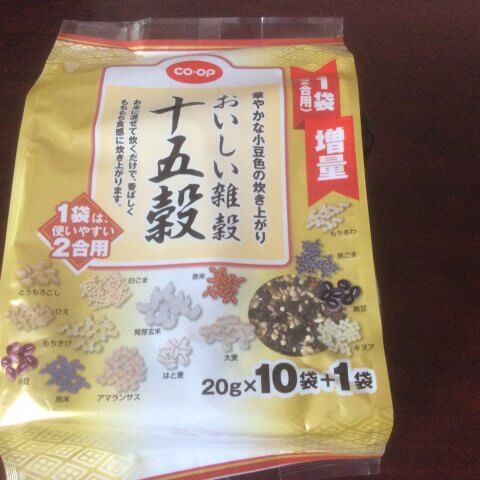 co·op
1袋
(2合用)
増量
華やかな小豆色の炊き上がり
おいしい雑穀
十五穀
お米に混ぜて炊くだけで、香ばしく
もちもち食感に炊き上がります。
1袋は、
使いやすい
2合用
もちあわ
黒ごま
赤米
白ごま
とうもろこし
黒豆
ひえ
発芽玄米
キヌア
もちきび
大麦
はと麦
小豆
黒米
アマランサス
20g×10袋+1袋